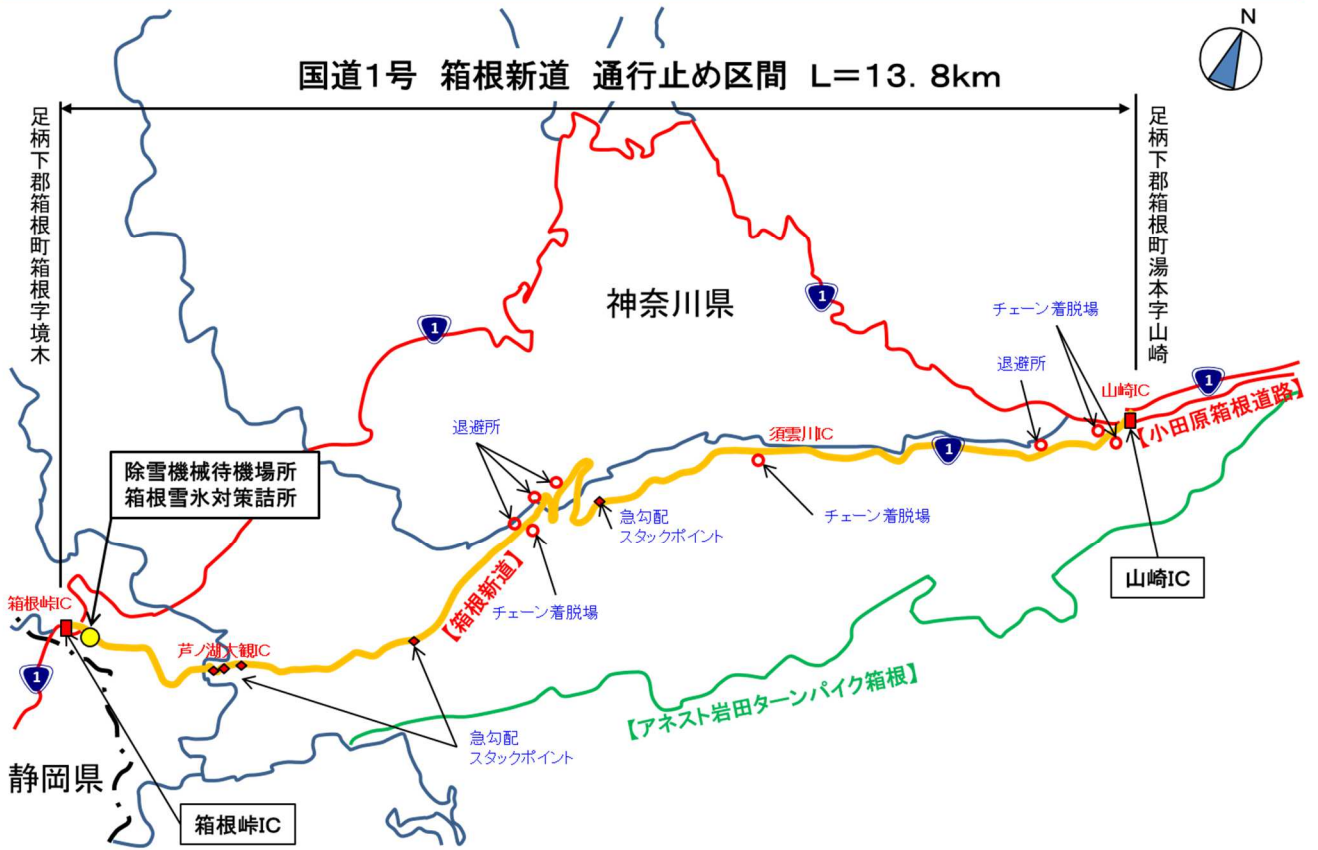 N
国道1号 箱根新道 通行止め区間 L=13.8km
足柄下郡箱根町箱根字境木
足柄下郡箱根町湯本字山崎
神奈川県
1
1
チェーン着脱場
退避所
山崎IC
1
【小田原箱根道路】
退避所
須雲川IC
1
除雪機械待機場所
箱根雪氷対策詰所
急勾配
スタックポイント
チェーン着脱場
山崎IC
箱根峠IC
チェーン着脱場
【箱根新道】
芦ノ湖大観IC
1
【アネスト岩田ターンパイク箱根】
急勾配
スタックポイント
静岡県
箱根峠IC